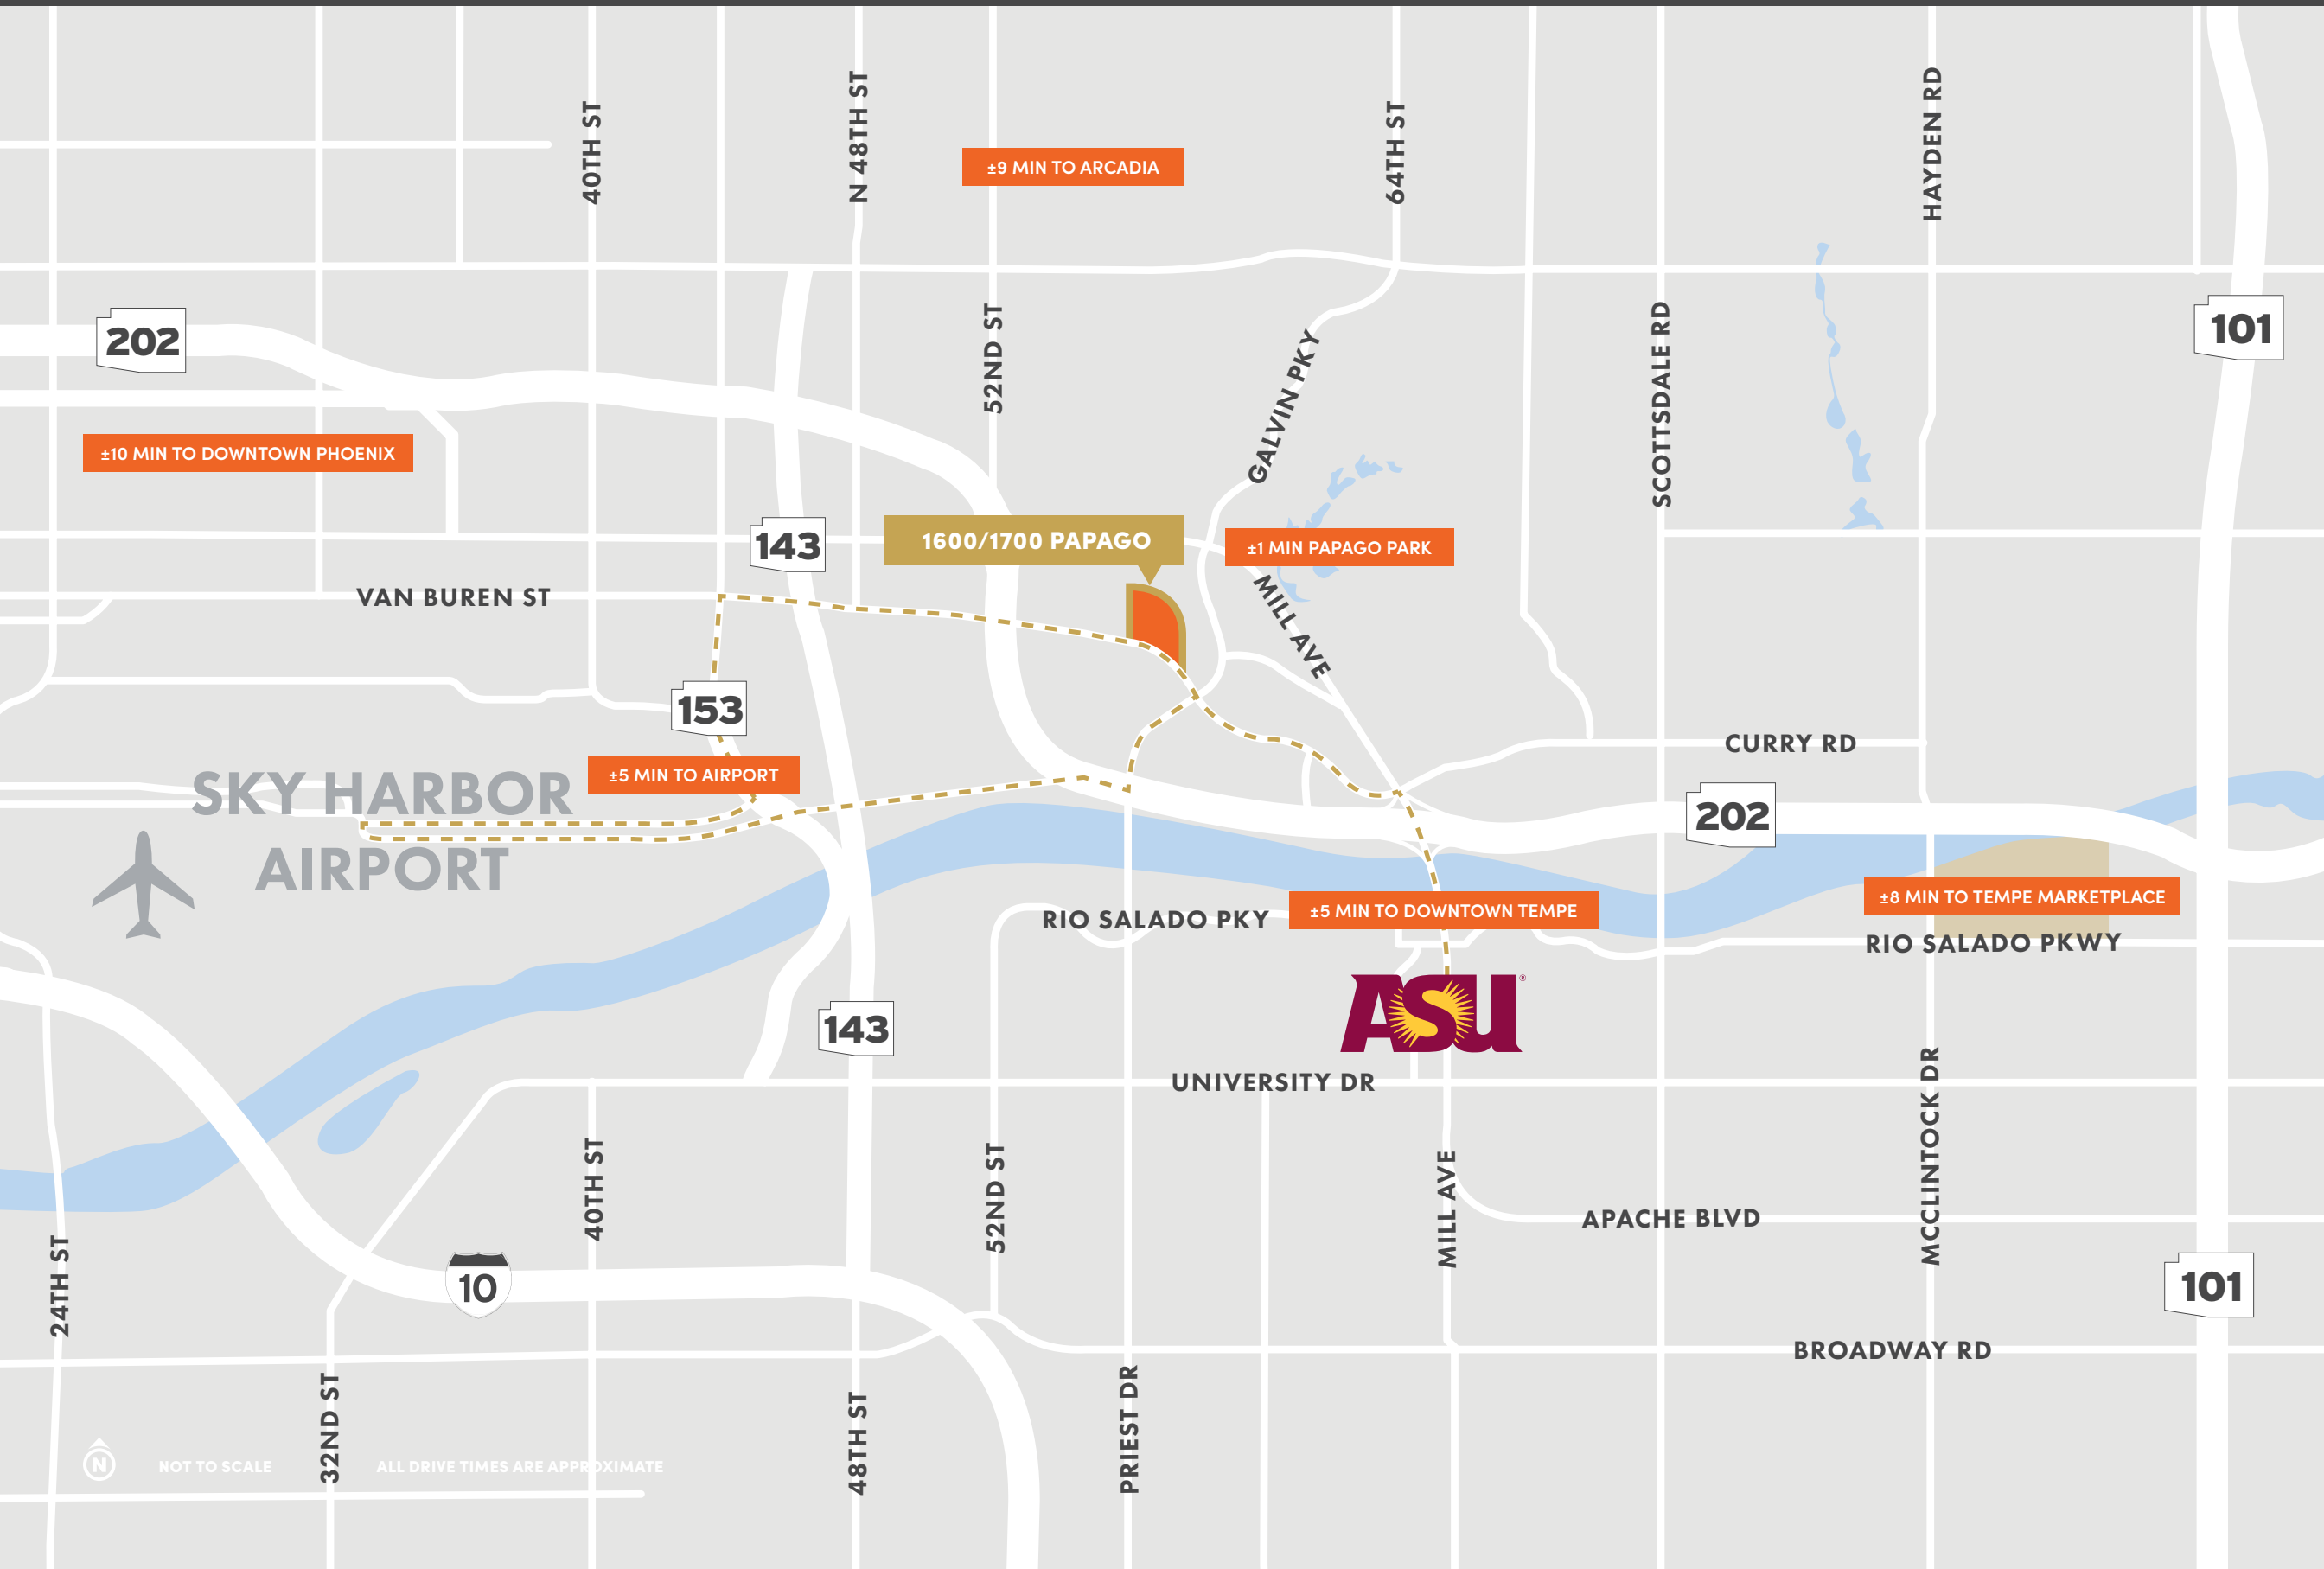 40TH ST
N 48TH ST
64TH ST
HAYDEN RD
±9 MIN TO ARCADIA
202
52ND ST
GALVIN PKY
SCOTTSDALE RD
101
±10 MIN TO DOWNTOWN PHOENIX
143
1600/1700 PAPAGO
±1 MIN PAPAGO PARK
VAN BUREN ST
MILL AVE
153
CURRY RD
±5 MIN TO AIRPORT
SKY HARBOR
AIRPORT
202
RIO SALADO PKY
±5 MIN TO DOWNTOWN TEMPE
±8 MIN TO TEMPE MARKETPLACE
RIO SALADO PKWY
ASU®
143
UNIVERSITY DR
40TH ST
52ND ST
MILL AVE
APACHE BLVD
MCCLINTOCK DR
24TH ST
10
101
BROADWAY RD
32ND ST
48TH ST
PRIEST DR
N
NOT TO SCALE
ALL DRIVE TIMES ARE APPROXIMATE